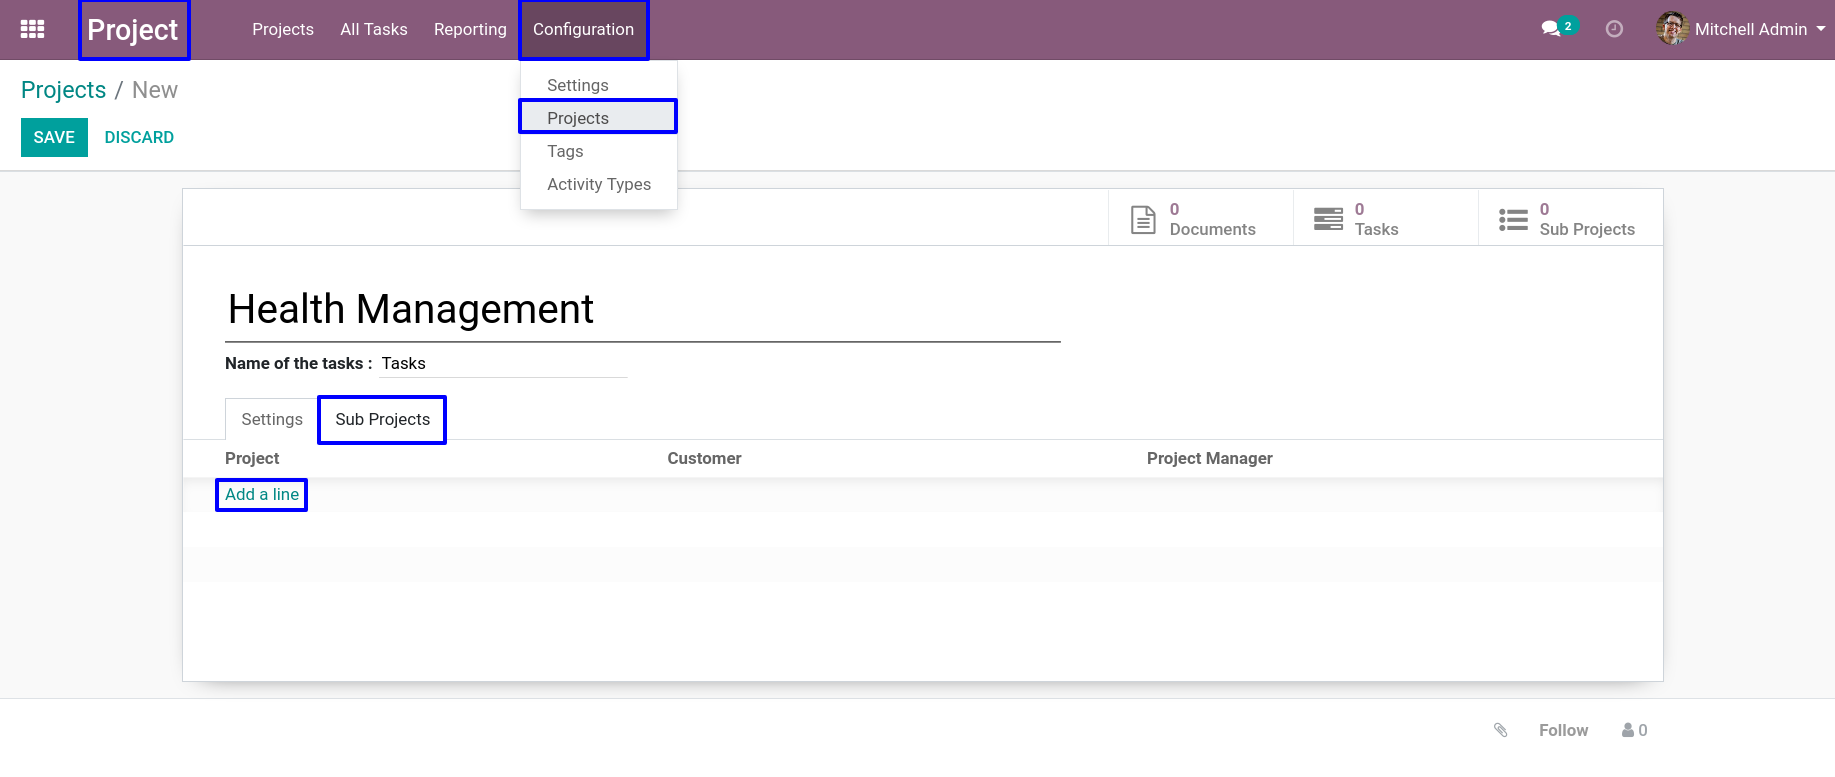 Project Projects All Tasks Reporting Configuration 2 Mitchell Admin
Projects / New
SAVE DISCARD
Settings
Projects
Tags
Activity Types
0 Documents
0 Tasks
0 Sub Projects
Health Management
Name of the tasks : Tasks
Settings Sub Projects
Project Customer Project Manager
Add a line
Follow 0